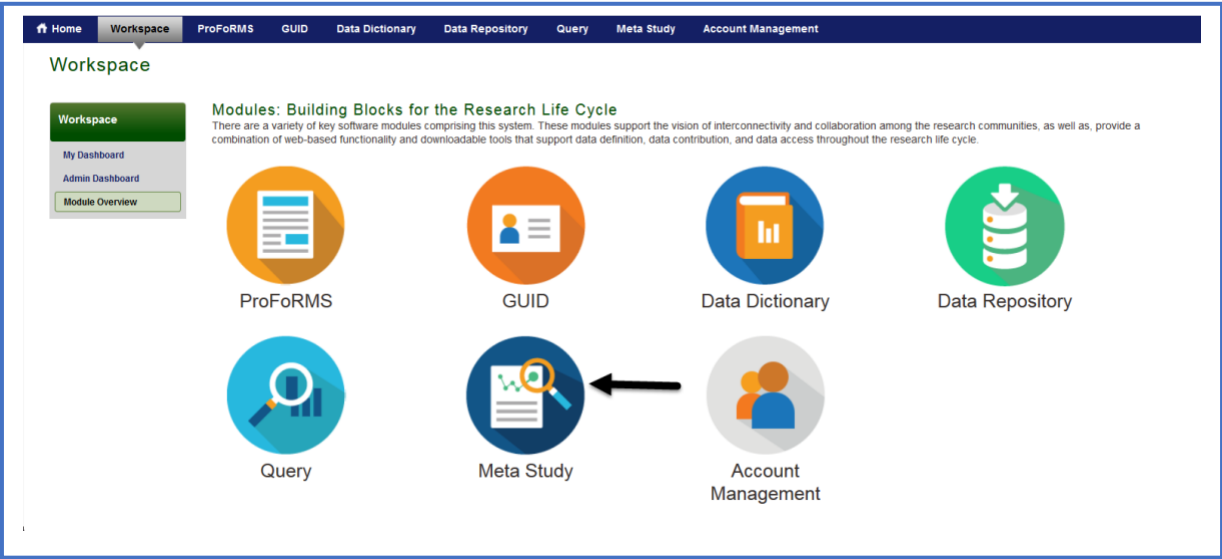 Home Workspace ProFoRMS GUID Data Dictionary Data Repository Query Meta Study Account Management
Workspace
Workspace
My Dashboard
Admin Dashboard
Module Overview
Modules: Building Blocks for the Research Life Cycle
There are a variety of key software modules comprising this system. These modules support the vision of interconnectivity and collaboration among the research communities, as well as, provide a
combination of web-based functionality and downloadable tools that support data definition, data contribution, and data access throughout the research life cycle.
ProFoRMS
GUID
Data Dictionary
Data Repository
Query
Meta Study
Account
Management